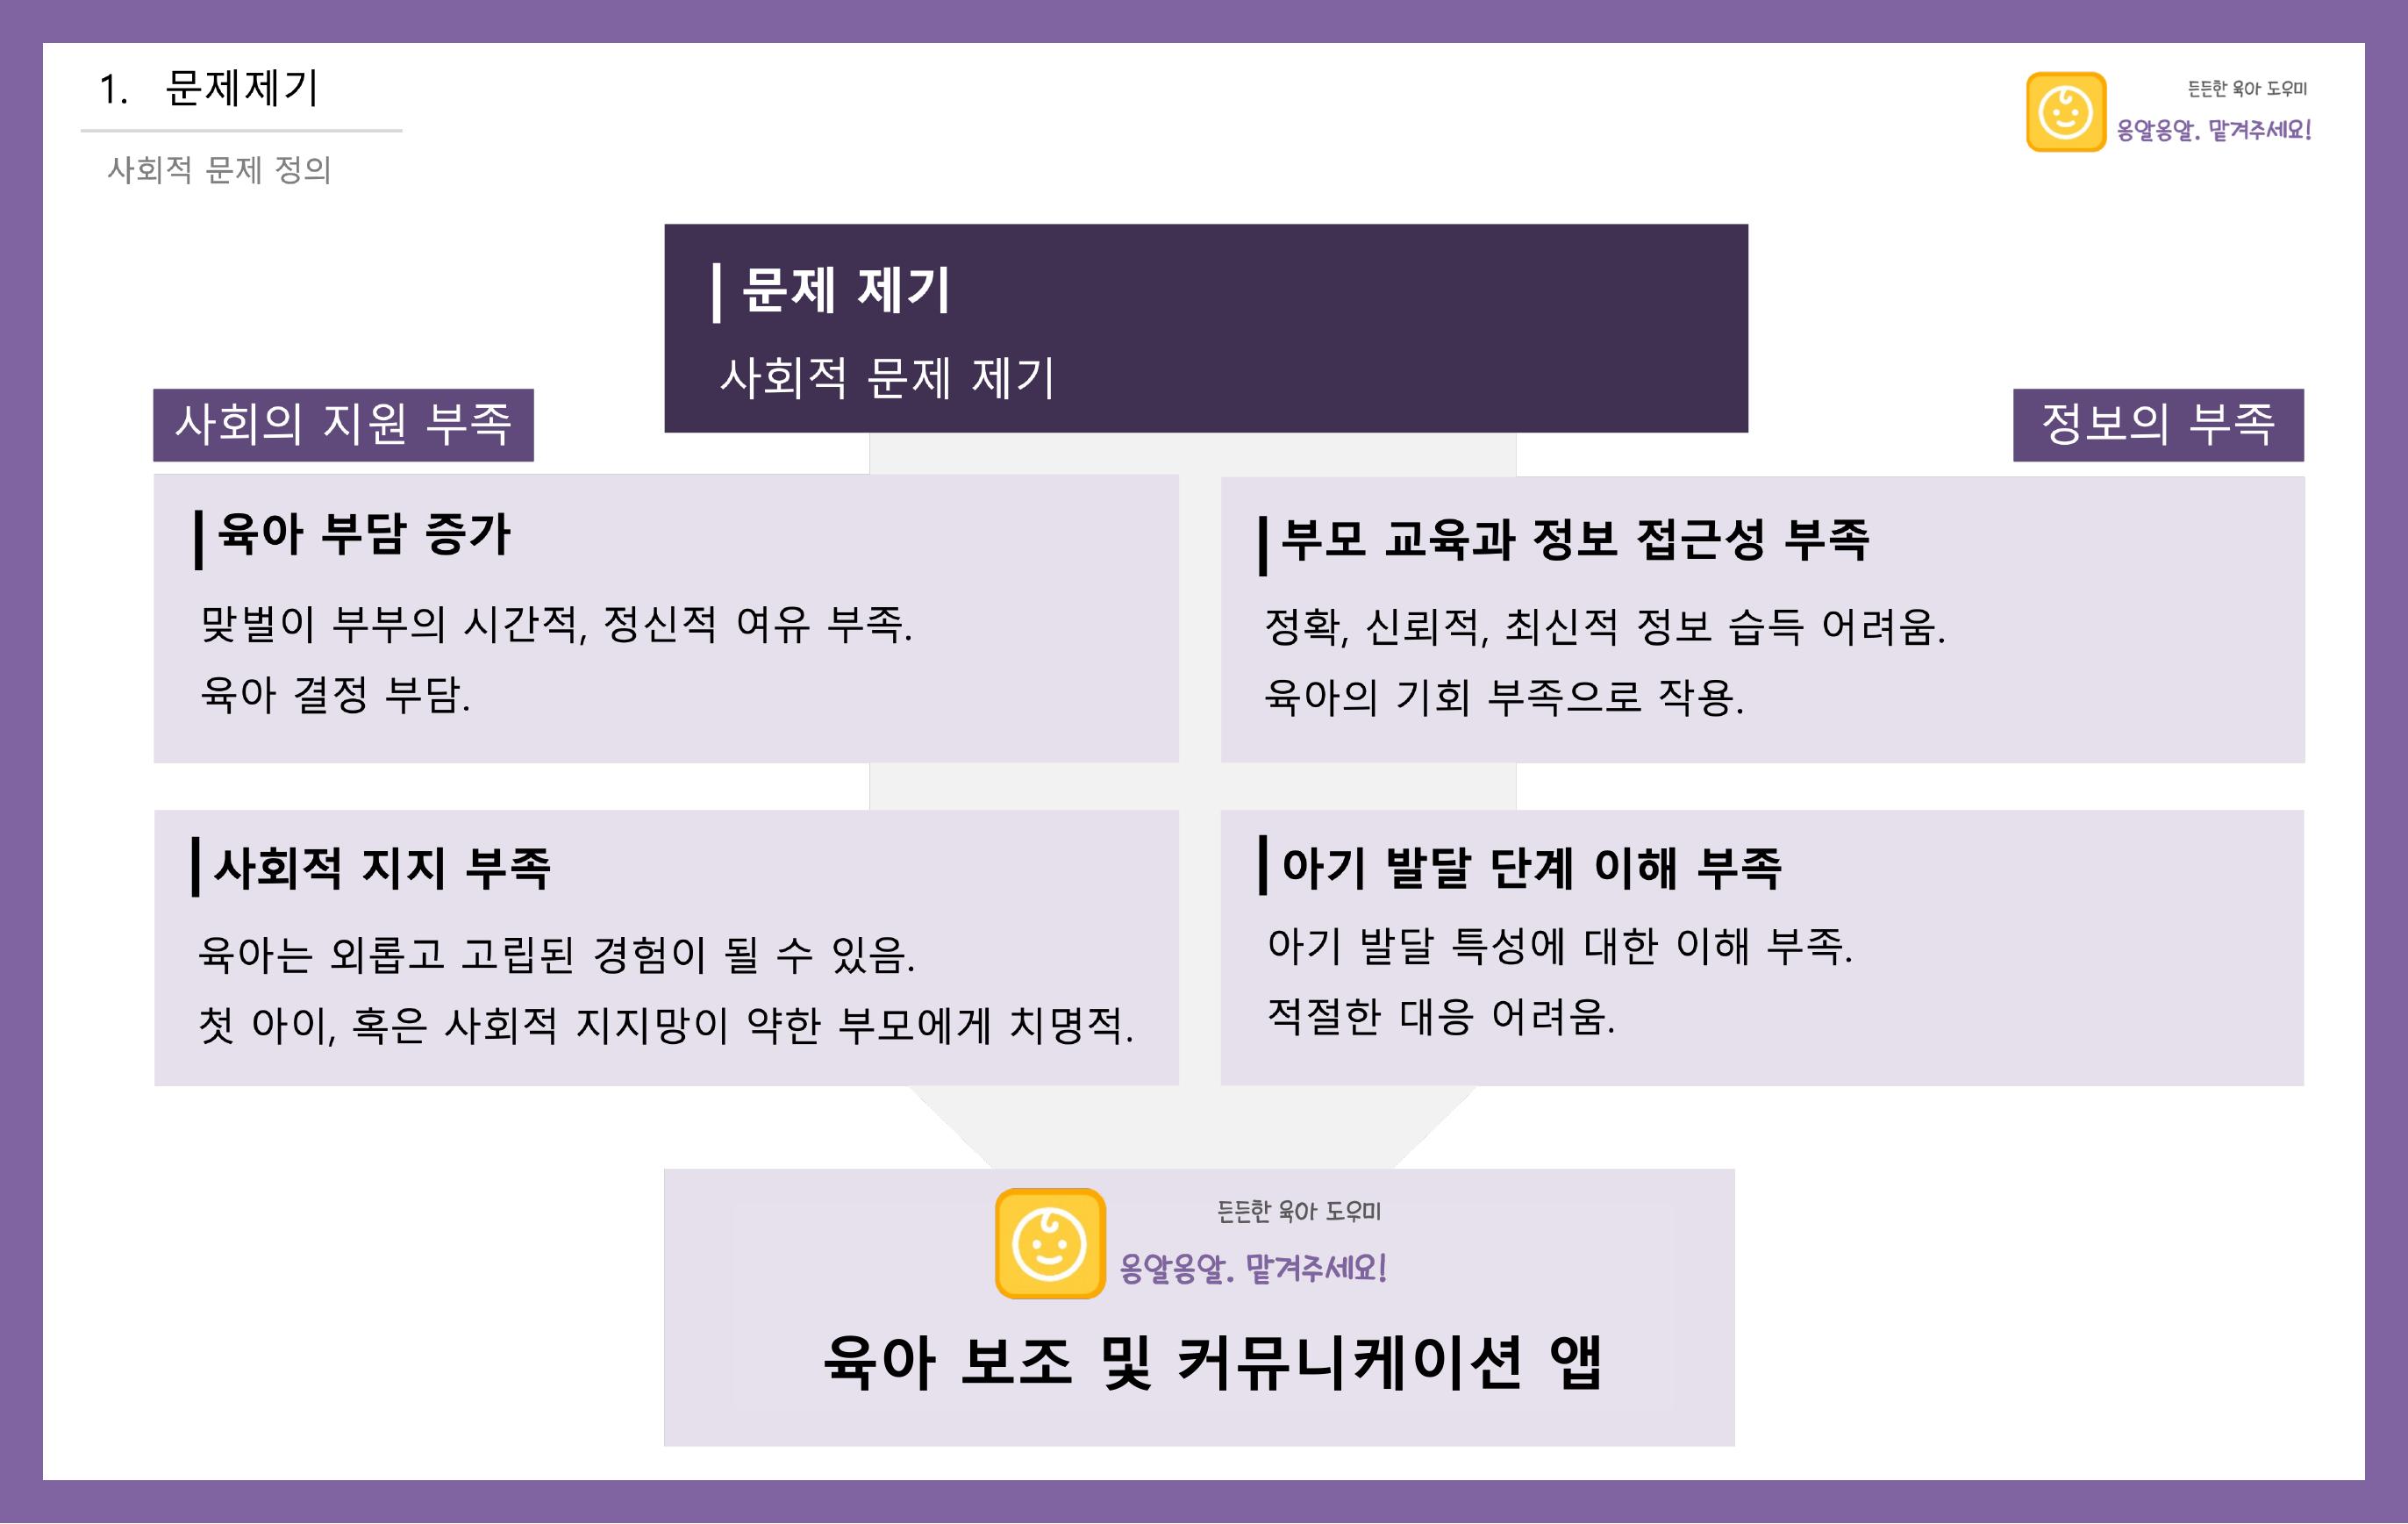 1. 문제제기
사회적 문제 정의
든든한 육아 도우미
옹알옹알. 맡겨주세요!
문제 제기
사회적 문제 제기
사회의 지원 부족
정보의 부족
육아 부담 증가
맞벌이 부부의 시간적, 정신적 여유 부족.
육아 결정 부담.
부모 교육과 정보 접근성 부족
정확, 신뢰적, 최신적 정보 습득 어려움.
육아의 기회 부족으로 작용.
사회적 지지 부족
육아는 외롭고 고립된 경험이 될 수 있음.
첫 아이, 혹은 사회적 지지망이 약한 부모에게 치명적.
아기 발달 단계 이해 부족
아기 발달 특성에 대한 이해 부족.
적절한 대응 어려움.
든든한 육아 도우미
옹알옹알. 맡겨주세요!
육아 보조 및 커뮤니케이션 앱